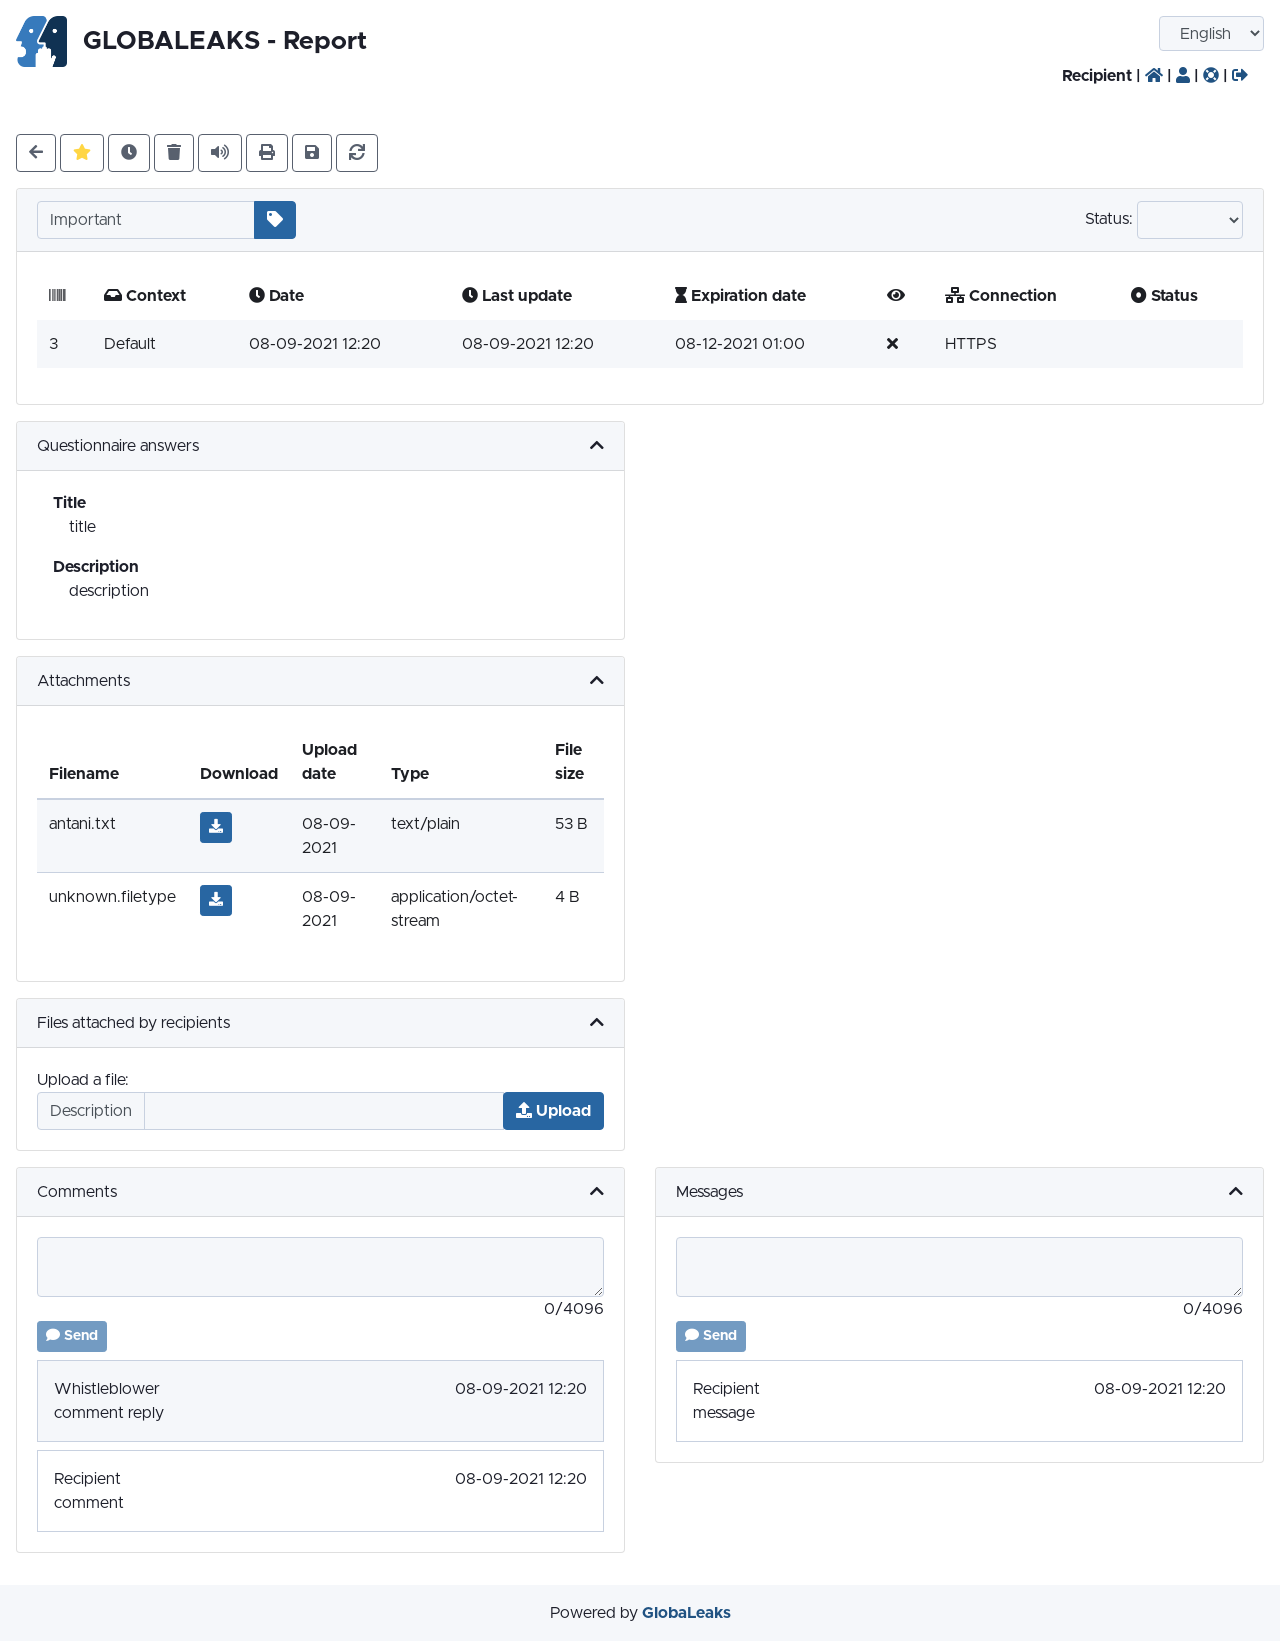 GLOBALEAKS - Report
English
Recipient | | | |
Important
Status:
Context Date Last update Expiration date Connection Status
3 Default 08-09-2021 12:20 08-09-2021 12:20 08-12-2021 01:00 HTTPS
Questionnaire answers
Title
title
Description
description
Attachments
Filename Download Upload date Type File size
antani.txt 08-09-2021 text/plain 53 B
unknown.filetype 08-09-2021 application/octet-stream 4 B
Files attached by recipients
Upload a file:
Description Upload
Comments
0/4096
Send
Whistleblower 08-09-2021 12:20
comment reply
Recipient 08-09-2021 12:20
comment
Messages
0/4096
Send
Recipient 08-09-2021 12:20
message
Powered by GlobaLeaks